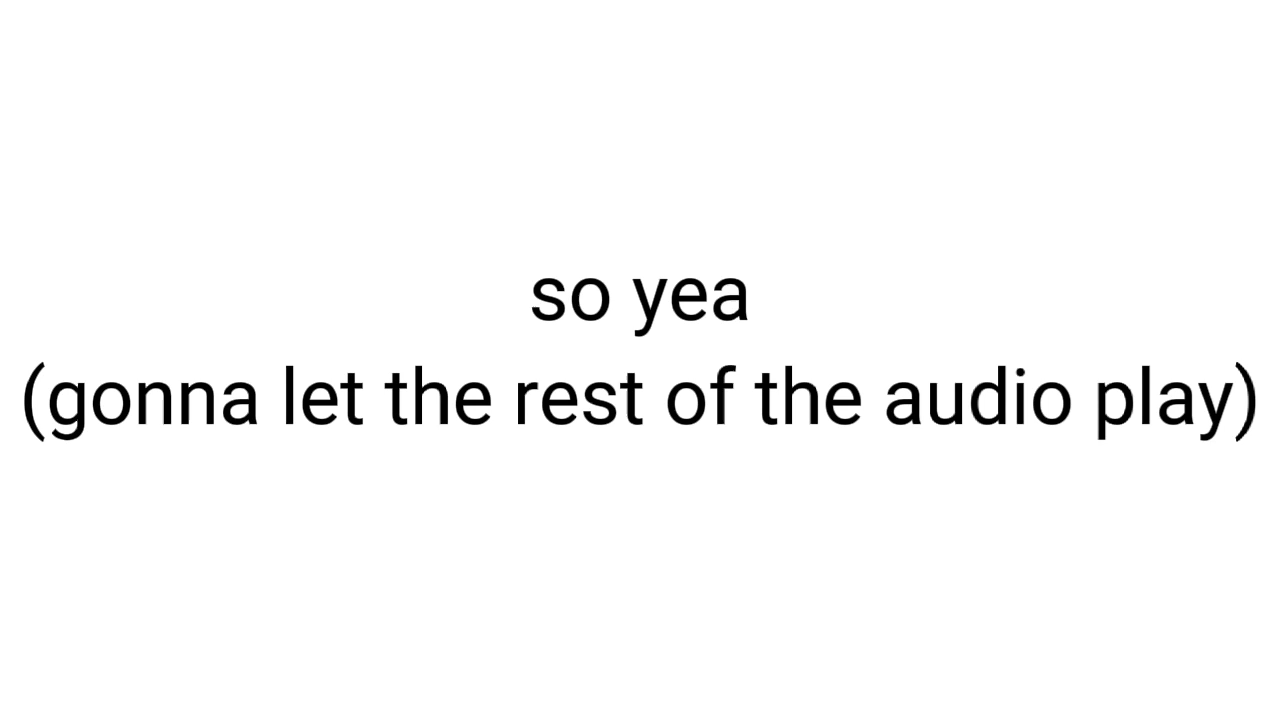 so yea
(gonna let the rest of the audio play)